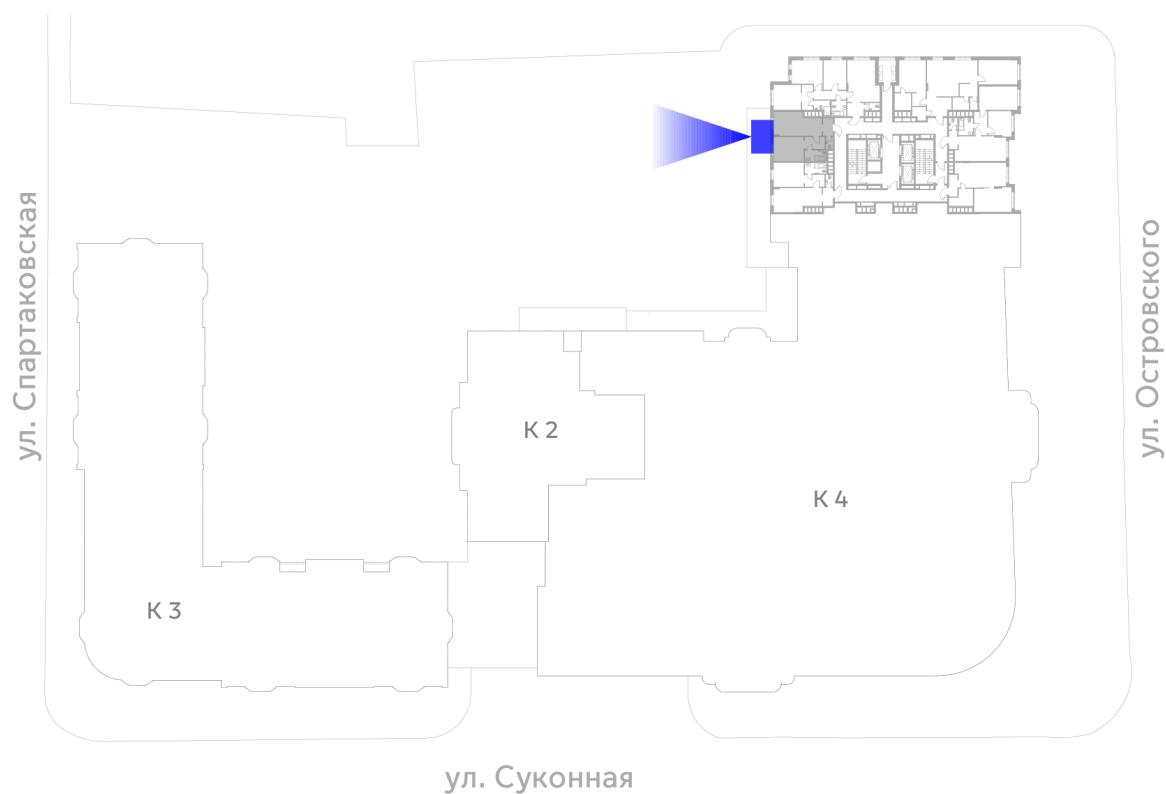 ул. Спартаковская
ул. Островского
К 2
К 4
К 3
ул. Суконная